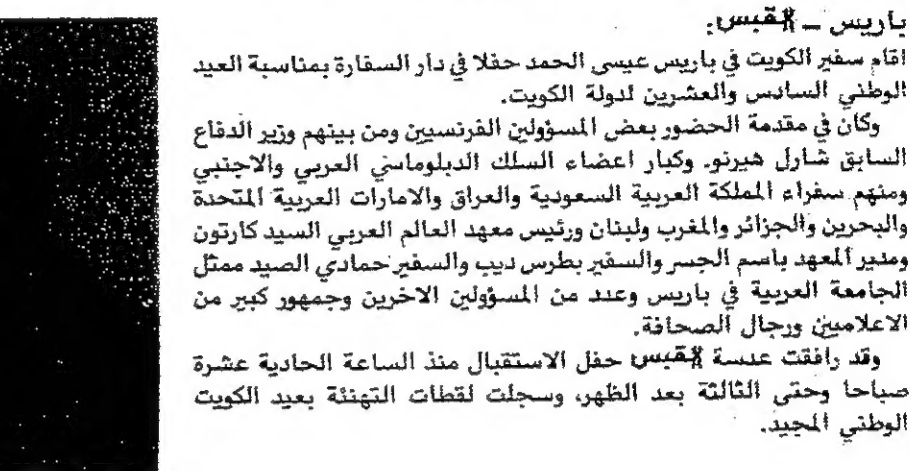 باريس ــ القبس:
اقام سفير الكويت في باريس عيسى الحمد حفلا في دار السفارة بمناسبة العيد
الوطني السادس والعشرين لدولة الكويت.
وكان في مقدمة الحضور بعض المسؤولين الفرنسيين ومن بينهم وزير الدفاع
السابق شارل هيرنو. وكبار اعضاء السلك الديلوماسي العربي والاجنبي
ومنهم سفراء المملكة العربية السعودية والعراق والامارات العربية المتحدة
والبحرين والجزائر والمغرب ولبنان ورئيس معهد العالم العربي السيد كارتون
ومدير المعهد باسم الجسر والسفير بطرس ديب والسفير حمادي الصيد ممثل
الجامعة العربية في باريس وعدد من المسؤولين الاخرين وجمهور كبير من
الاعلاميين ورجال الصحافة.
وقد رافقت عدسة القبس حفل الاستقبال منذ الساعة الحادية عشرة
صباحا وحتى الثالثة بعد الظهر، وسجلت لقطات التهنئة بعيد الكويت
الوطني المجيد.